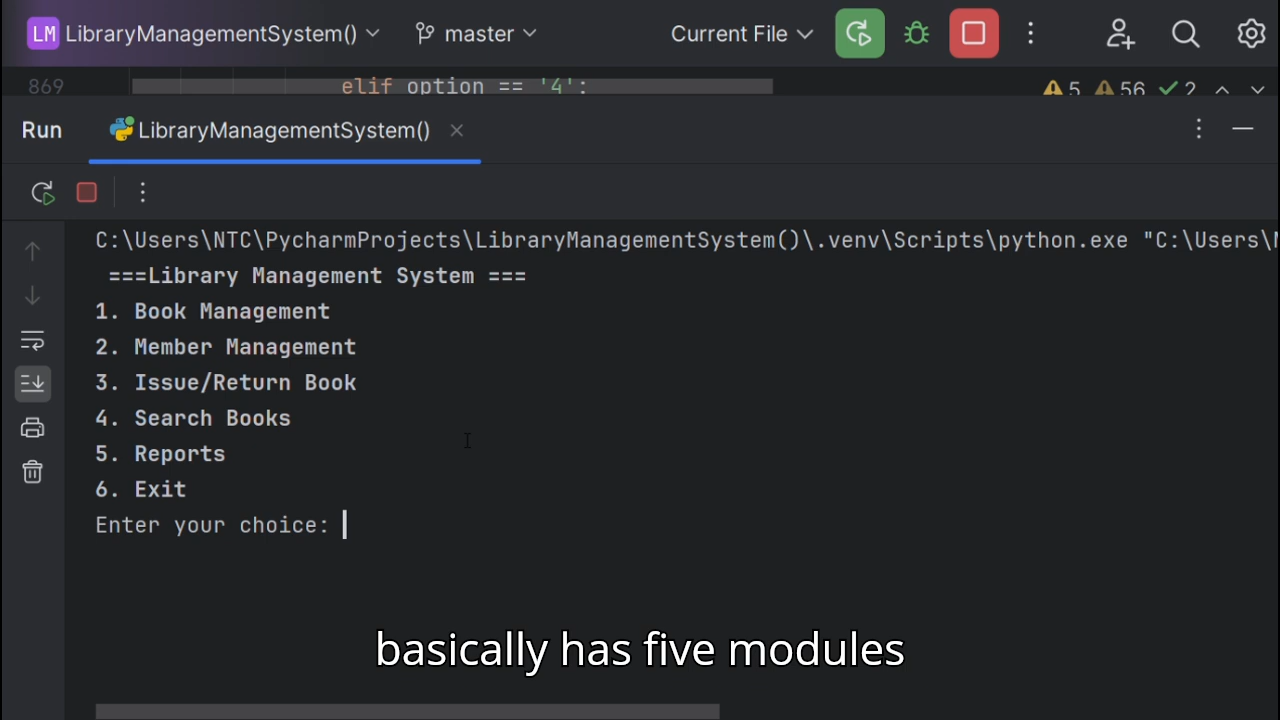 LM LibraryManagementSystem() master Current File
869 elif option == '4': 5 56 2
Run LibraryManagementSystem()
C:\Users\NTC\PycharmProjects\LibraryManagementSystem()\.venv\Scripts\python.exe "C:\Users\
===Library Management System ===
1. Book Management
2. Member Management
3. Issue/Return Book
4. Search Books
5. Reports
6. Exit
Enter your choice:
basically has five modules